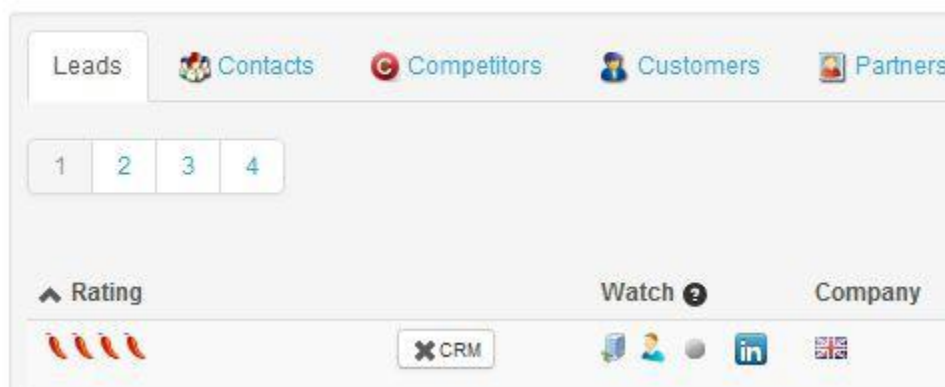 Leads Contacts Competitors Customers Partners
1 2 3 4
Rating Watch ? Company
CRM in